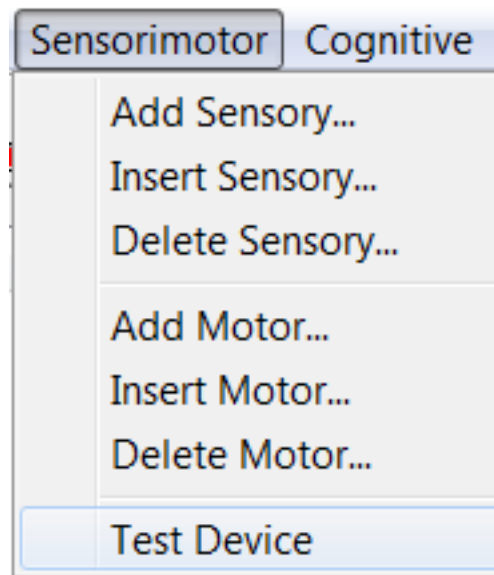 Sensorimotor Cognitive
Add Sensory...
Insert Sensory...
Delete Sensory...
Add Motor...
Insert Motor...
Delete Motor...
Test Device